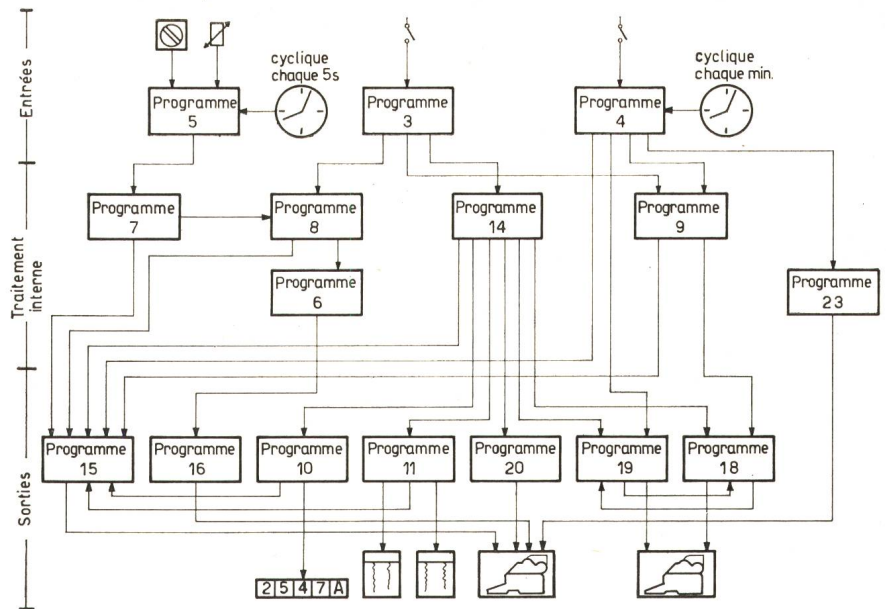 Entrées
Traitement
interne
Sorties
cyclique
chaque 5s
cyclique
chaque min.
Programme
5
Programme
3
Programme
4
Programme
7
Programme
8
Programme
14
Programme
9
Programme
6
Programme
23
Programme
15
Programme
16
Programme
10
Programme
11
Programme
20
Programme
19
Programme
18
2 5 4 7 A